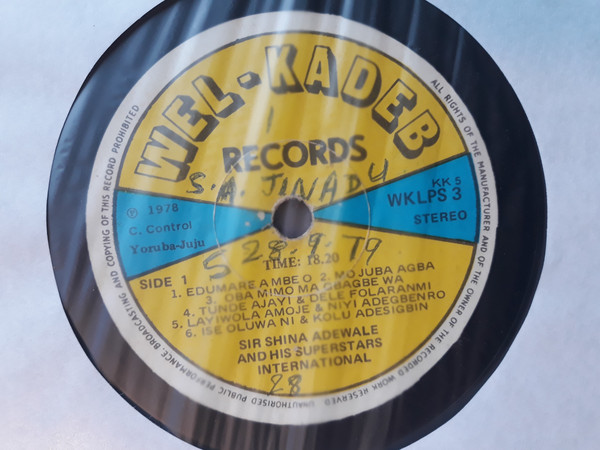 WEL-KADEB
RECORDS
S.A. JINADU
℗ 1978
C. Control
Yoruba-Juju
KK 5
WKLPS 3
STEREO
S 28-9-79
TIME: 18.20
SIDE 1
1. EDUMARE AMBE O 2. MOJUBA AGBA
3. OBA MIMO MA GBAGBE WA
4. TUNDE AJAYI & DELE FOLARANMI
5. LAYIWOLA AMOJE & NIYI ADEGBENRO
6. ISE OLUWA NI & KOLU ADESIGBIN
SIR SHINA ADEWALE
AND HIS SUPERSTARS
INTERNATIONAL
28
ALL RIGHTS OF THE MANUFACTURER AND OF THE OWNER OF THE RECORDED WORK RESERVED
UNAUTHORISED PUBLIC PERFORMANCE, BROADCASTING AND COPYING OF THIS RECORD PROHIBITED